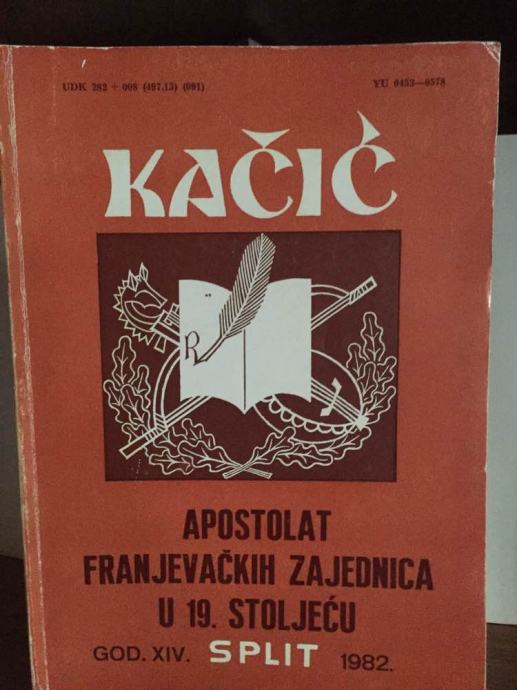 UDK 282 + 008 (497.13) (091)
YU 0453—0578
KAČIĆ
R
APOSTOLAT
FRANJEVAČKIH ZAJEDNICA
U 19. STOLJEĆU
GOD. XIV. SPLIT 1982.